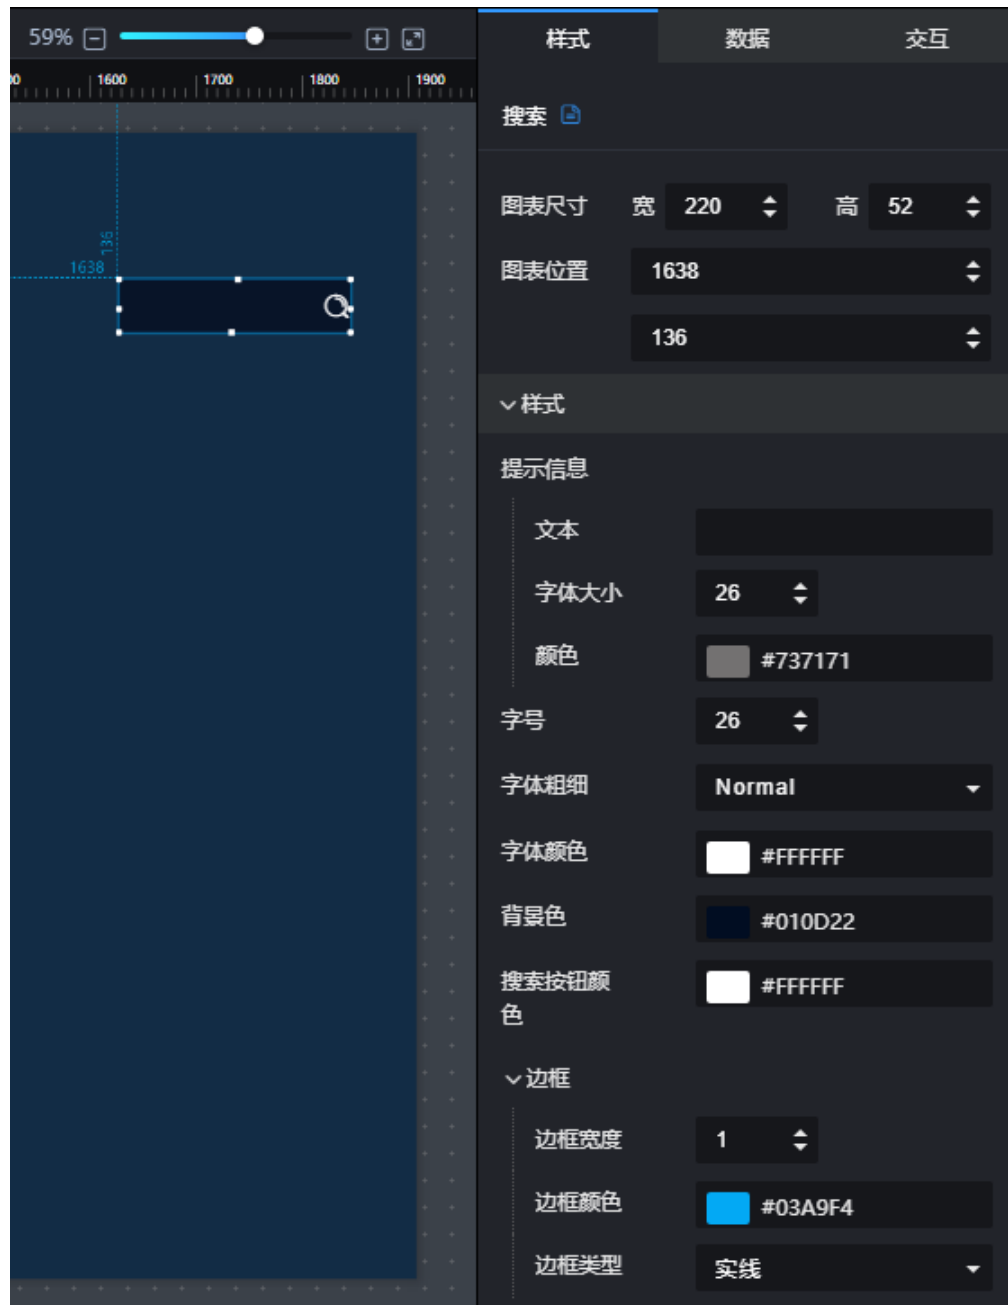 59%
样式 数据 交互
1600 1700 1800 1900
搜索
136
1638
图表尺寸 宽 220 高 52
图表位置 1638
136
样式
提示信息
文本
字体大小 26
颜色 #737171
字号 26
字体粗细 Normal
字体颜色 #FFFFFF
背景色 #010D22
搜索按钮颜
色
#FFFFFF
边框
边框宽度 1
边框颜色 #03A9F4
边框类型 实线